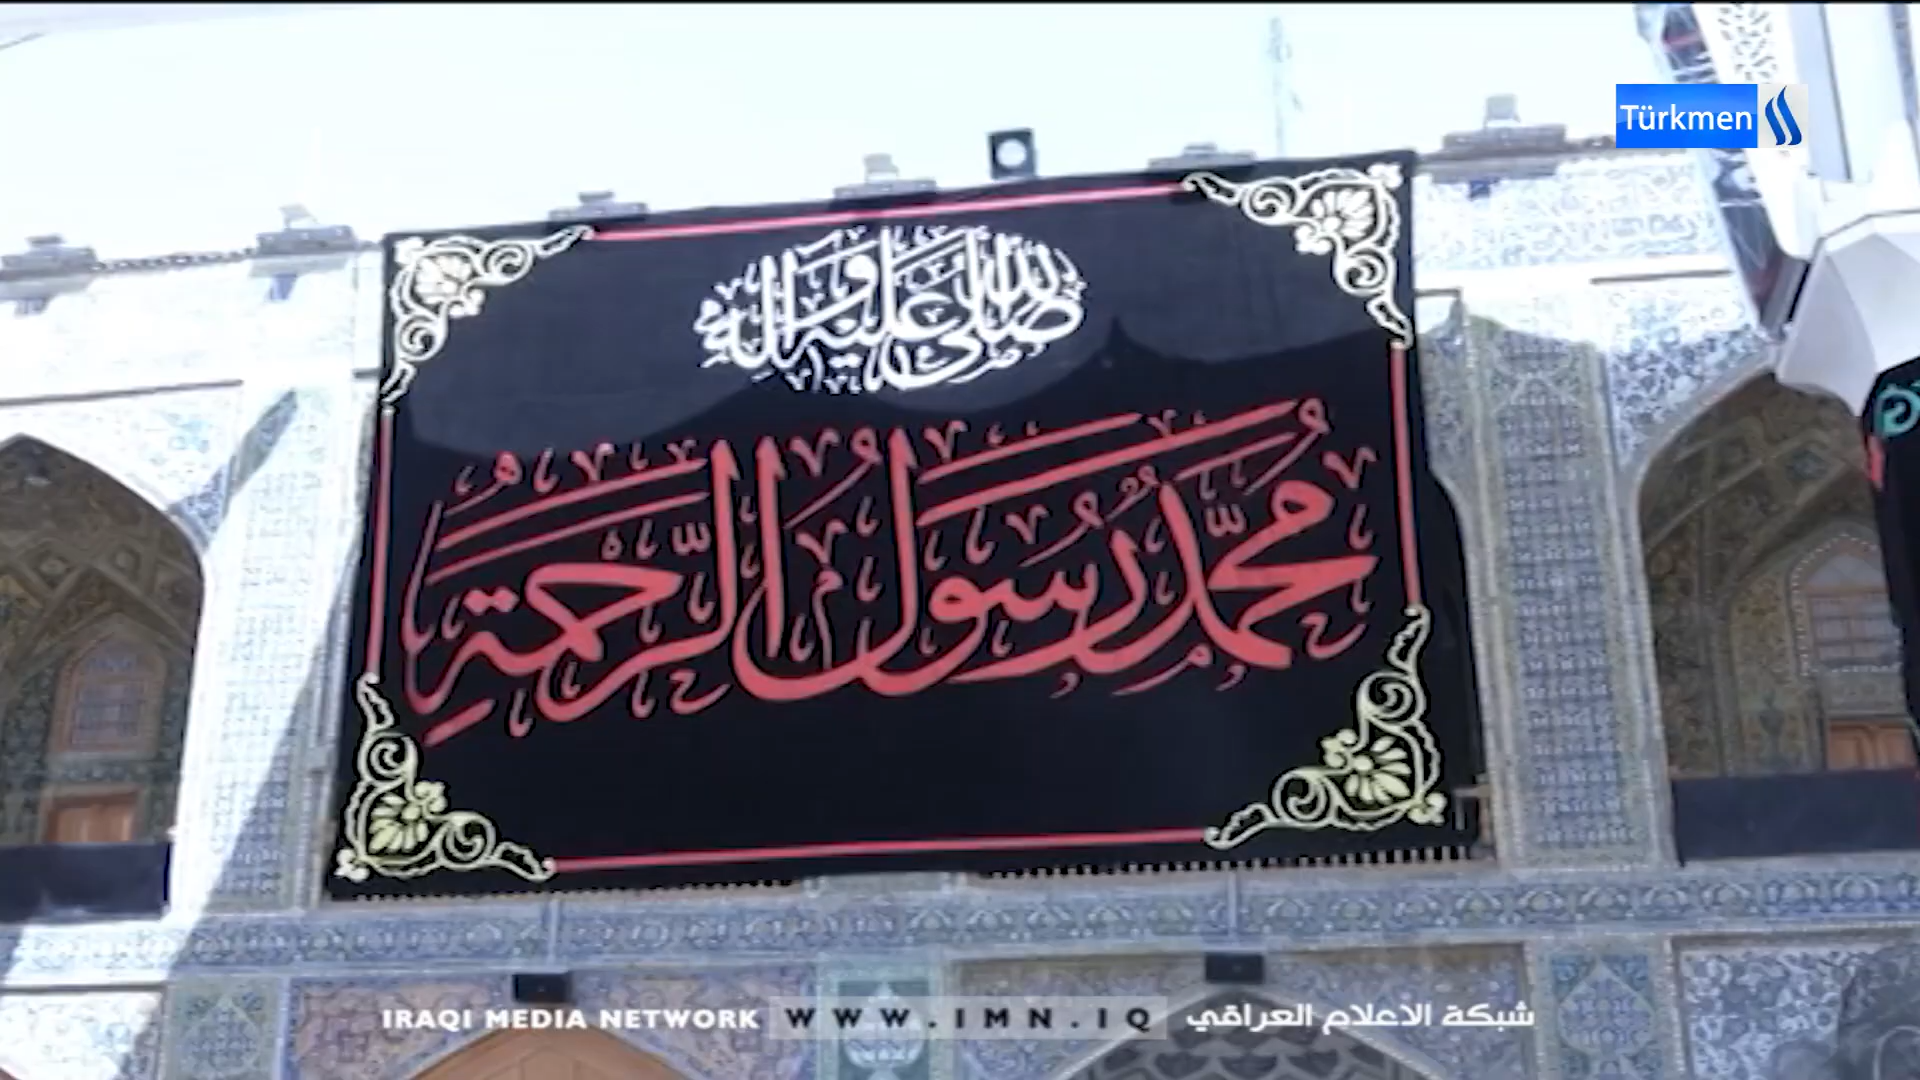 Türkmen
صلى الله عليه وآله
محمد رسول الرحمة
IRAQI MEDIA NETWORK WWW.IMN.IQ شبكة الاعلام العراقي